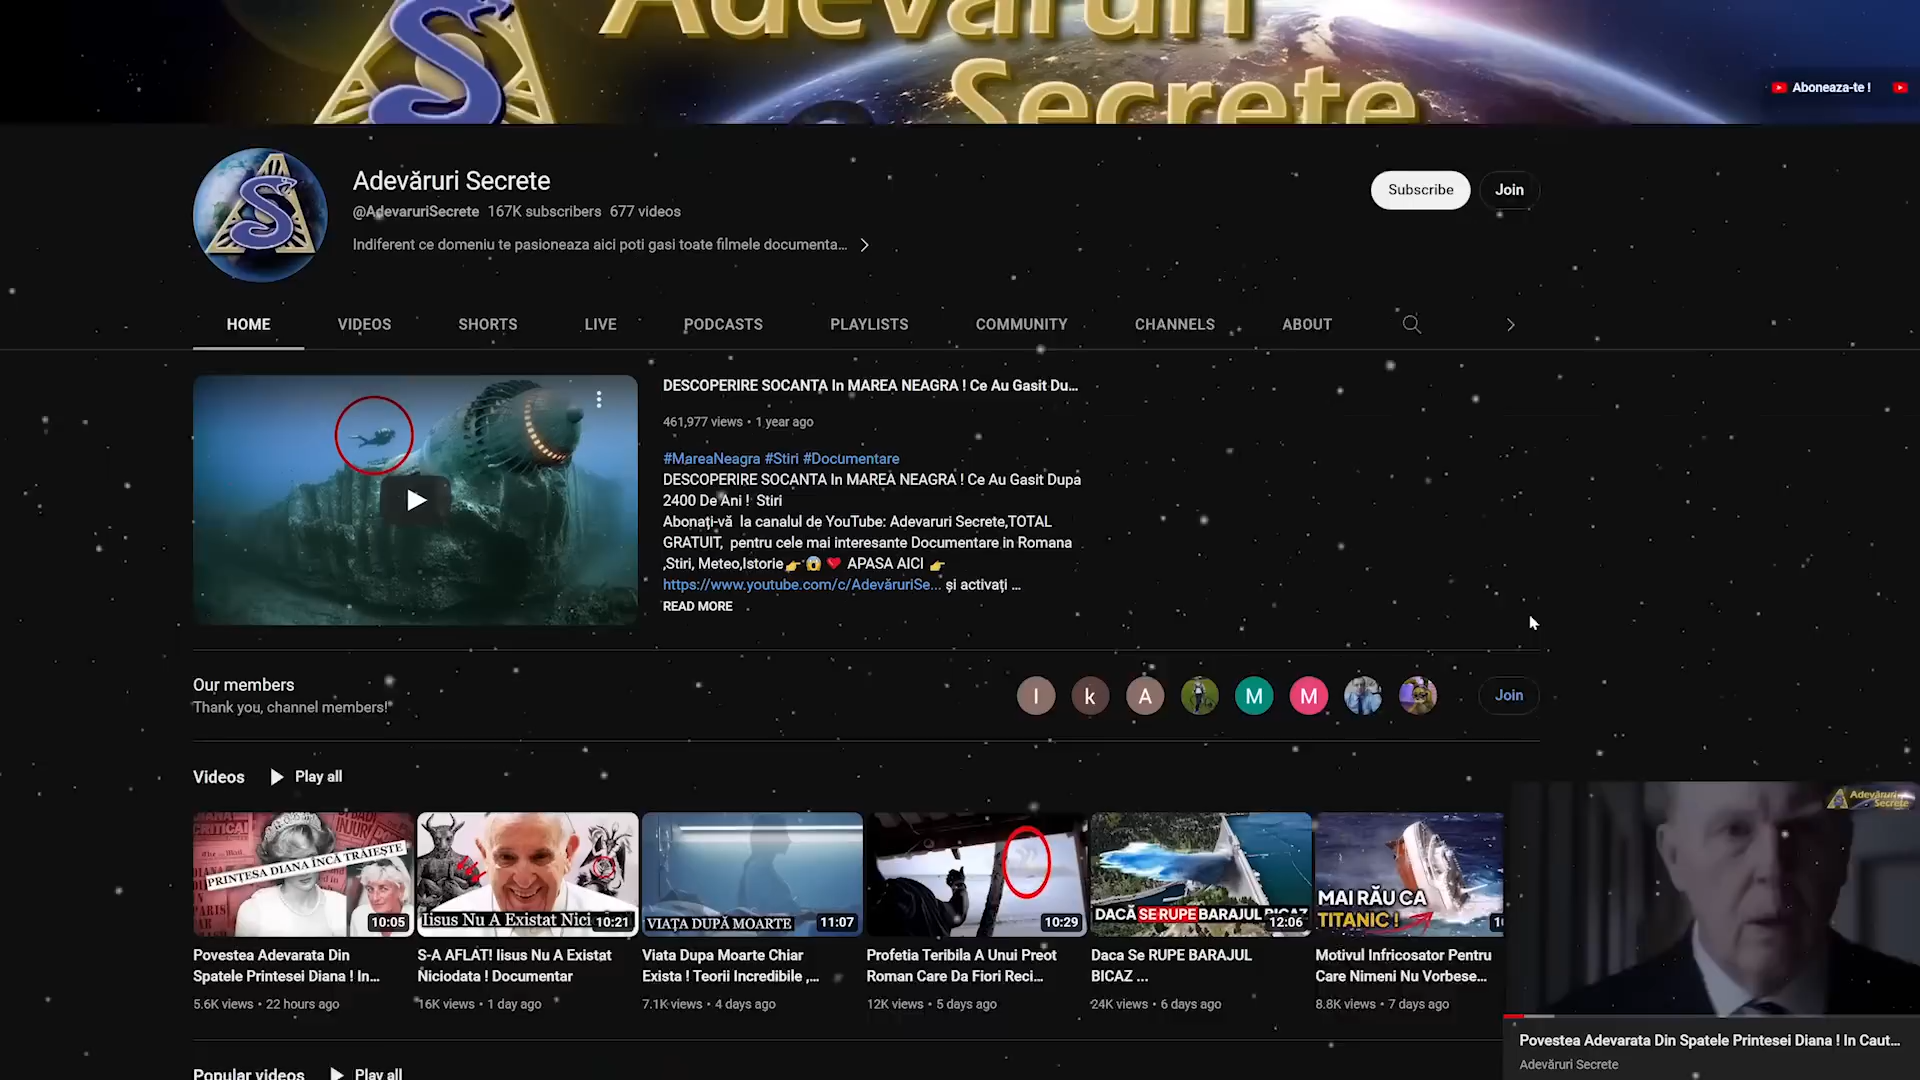 Adevăruri
Secrete
Aboneaza-te !
Adevăruri Secrete
@AdevaruriSecrete 167K subscribers 677 videos
Indiferent ce domeniu te pasioneaza aici poti gasi toate filmele documenta...
Subscribe
Join
HOME
VIDEOS
SHORTS
LIVE
PODCASTS
PLAYLISTS
COMMUNITY
CHANNELS
ABOUT
DESCOPERIRE SOCANTA In MAREA NEAGRA ! Ce Au Gasit Du...
461,977 views • 1 year ago
#MareaNeagra #Stiri #Documentare
DESCOPERIRE SOCANTA In MAREA NEAGRA ! Ce Au Gasit Dupa
2400 De Ani ! Stiri
Abonați-vă la canalul de YouTube: Adevaruri Secrete,TOTAL
GRATUIT, pentru cele mai interesante Documentare in Romana
,Stiri, Meteo,Istorie👉😱❤️ APASA AICI 👉
https://www.youtube.com/c/AdevăruriSe... și activați ...
READ MORE
Our members
Thank you, channel members!
I
k
A
M
M
Join
Videos
Play all
CRITICAL
INJURI
PARIS
PRINȚESA DIANA ÎNCĂ TRĂIEȘTE
10:05
Iisus Nu A Existat Nici
10:21
VIAȚA DUPĂ MOARTE
11:07
10:29
DACĂ SE RUPE BARAJUL BICAZ
12:06
MAI RĂU CA
TITANIC !
Povestea Adevarata Din
Spatele Printesei Diana ! In...
5.6K views • 22 hours ago
S-A AFLAT! Iisus Nu A Existat
Niciodata ! Documentar
16K views • 1 day ago
Viata Dupa Moarte Chiar
Exista ! Teorii Incredibile ,...
7.1K views • 4 days ago
Profetia Teribila A Unui Preot
Roman Care Da Fiori Reci...
12K views • 5 days ago
Daca Se RUPE BARAJUL
BICAZ ...
24K views • 6 days ago
Motivul Infricosator Pentru
Care Nimeni Nu Vorbese...
8.8K views • 7 days ago
Adevăruri
Secrete
Povestea Adevarata Din Spatele Printesei Diana ! In Caut...
Adevăruri Secrete
Popular videos
Play all